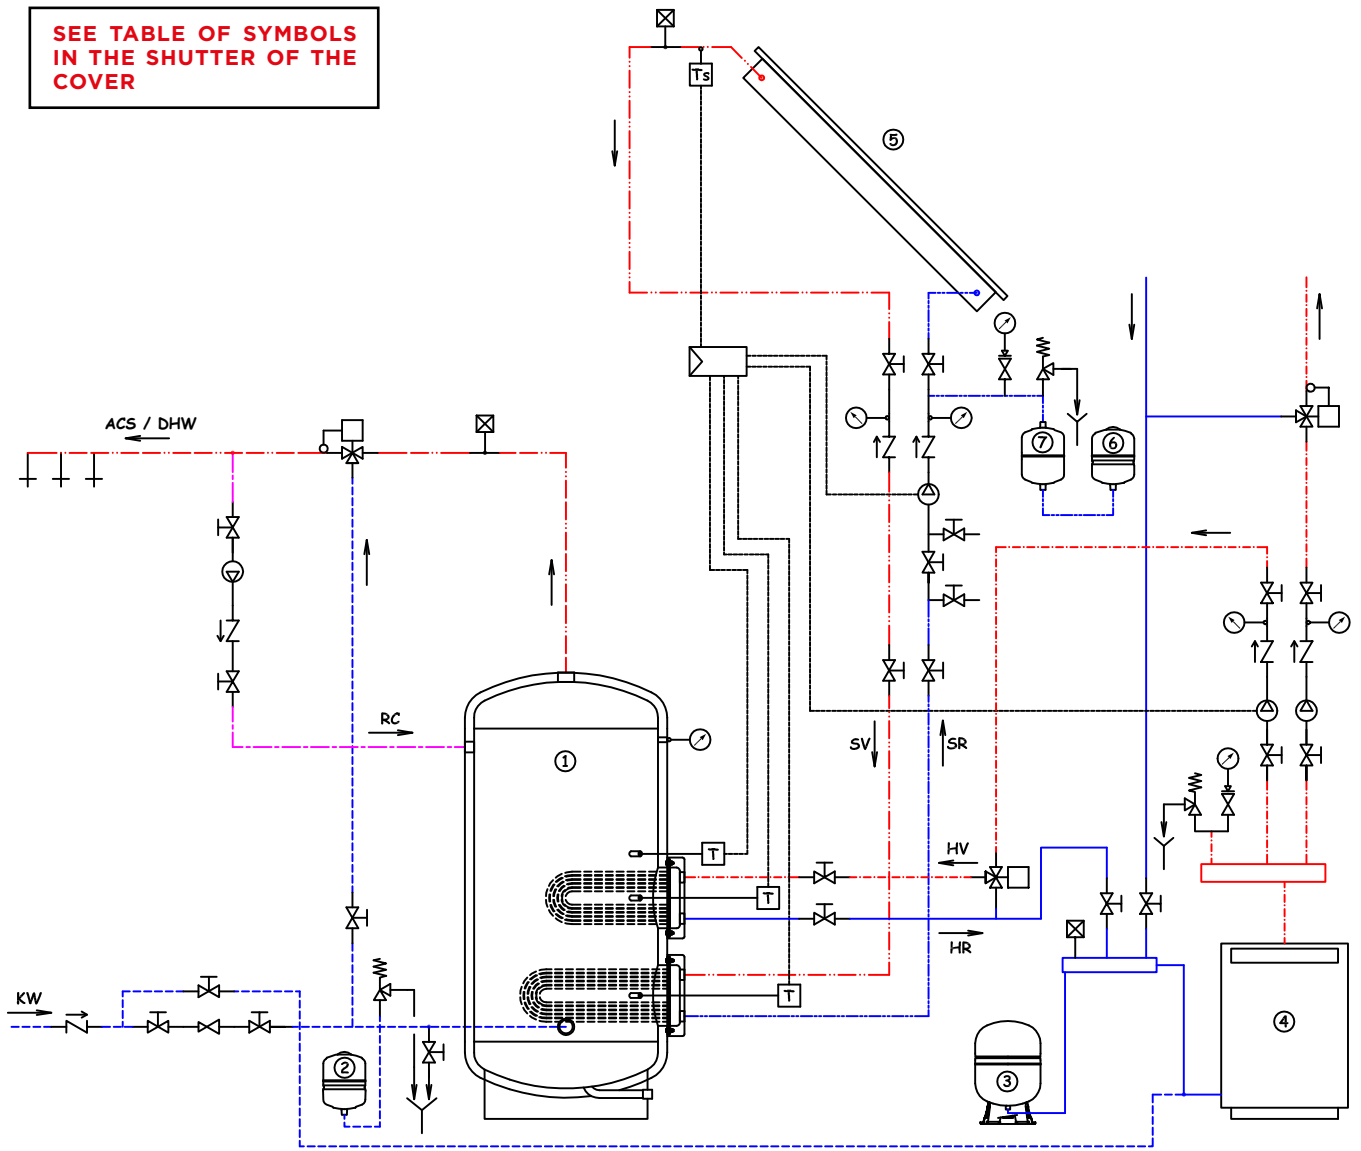 SEE TABLE OF SYMBOLS
IN THE SHUTTER OF THE
COVER
Ts
5
ACS / DHW
7
6
RC
1
SV
SR
T
HV
T
HR
T
KW
2
3
4